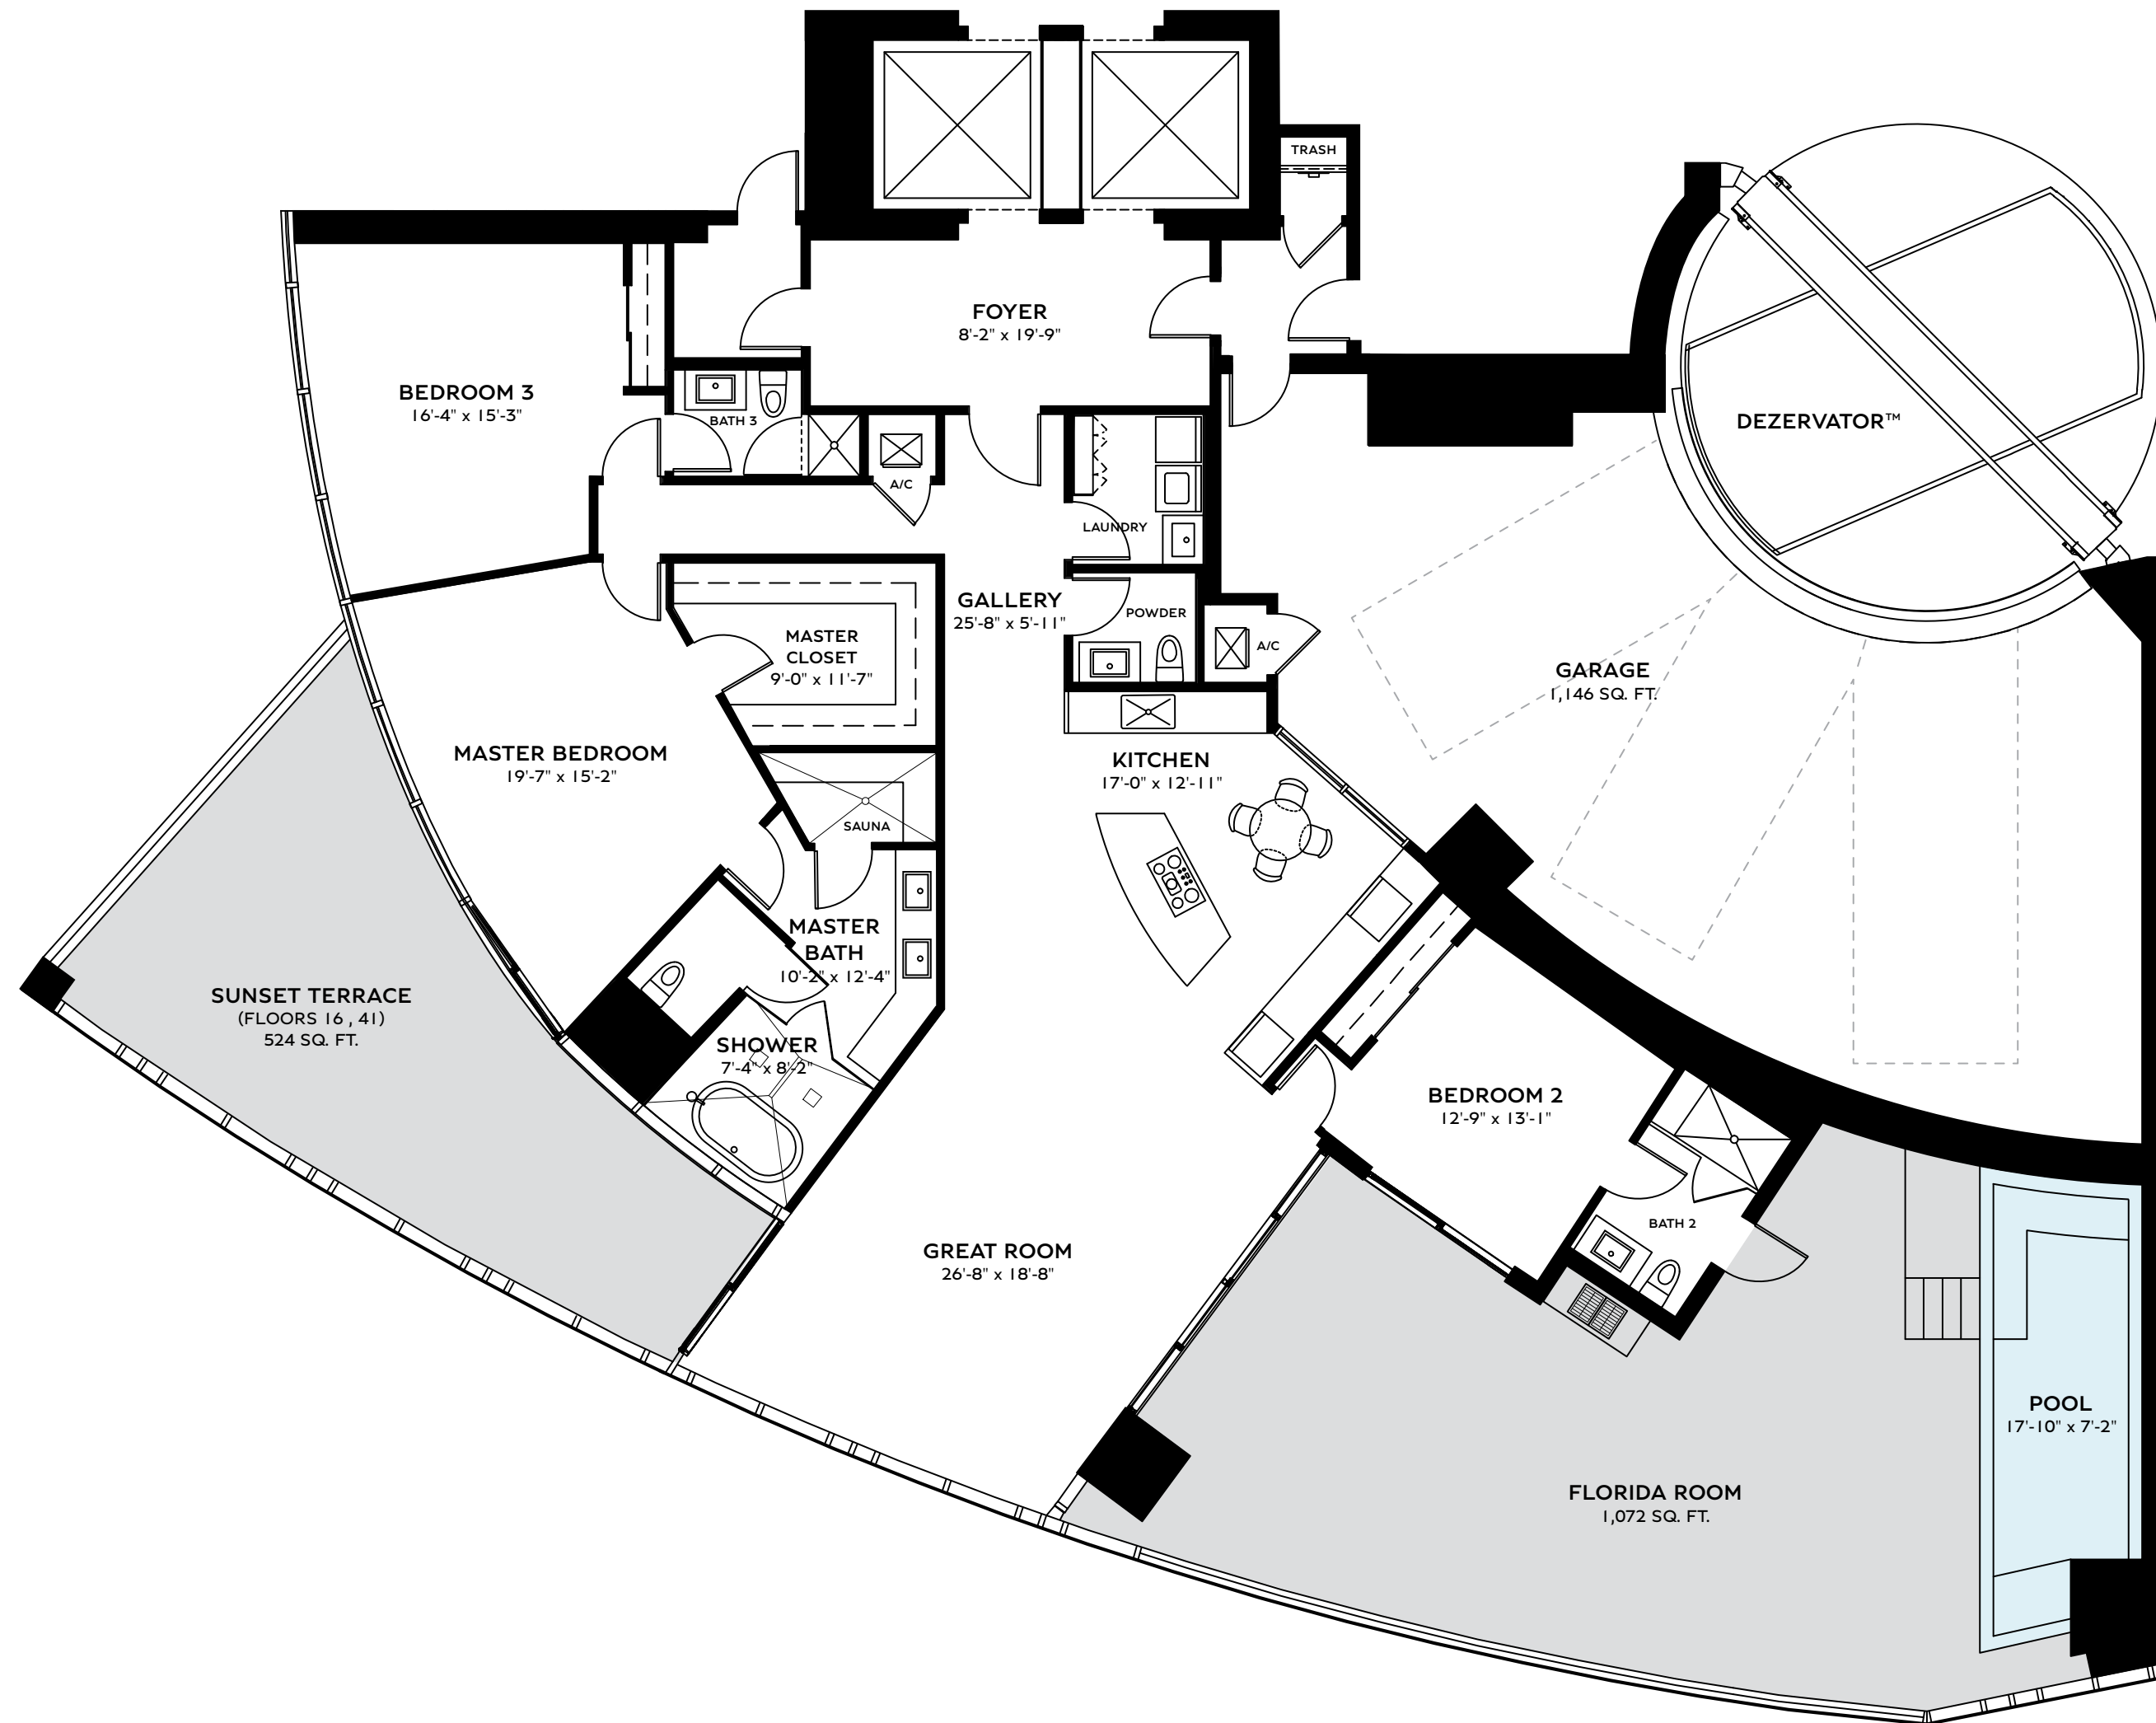 TRASH
FOYER
8'-2" x 19'-9"
BEDROOM 3
16'-4" x 15'-3"
BATH 3
DEZERVATOR™
A/C
LAUNDRY
GALLERY
25'-8" x 5'-11"
POWDER
MASTER
CLOSET
9'-0" x 11'-7"
A/C
GARAGE
1,146 SQ. FT.
MASTER BEDROOM
19'-7" x 15'-2"
KITCHEN
17'-0" x 12'-11"
SAUNA
MASTER
BATH
10'-2" x 12'-4"
SUNSET TERRACE
(FLOORS 16 , 41)
524 SQ. FT.
SHOWER
7'-4" x 8'-2"
BEDROOM 2
12'-9" x 13'-1"
BATH 2
GREAT ROOM
26'-8" x 18'-8"
POOL
17'-10" x 7'-2"
FLORIDA ROOM
1,072 SQ. FT.